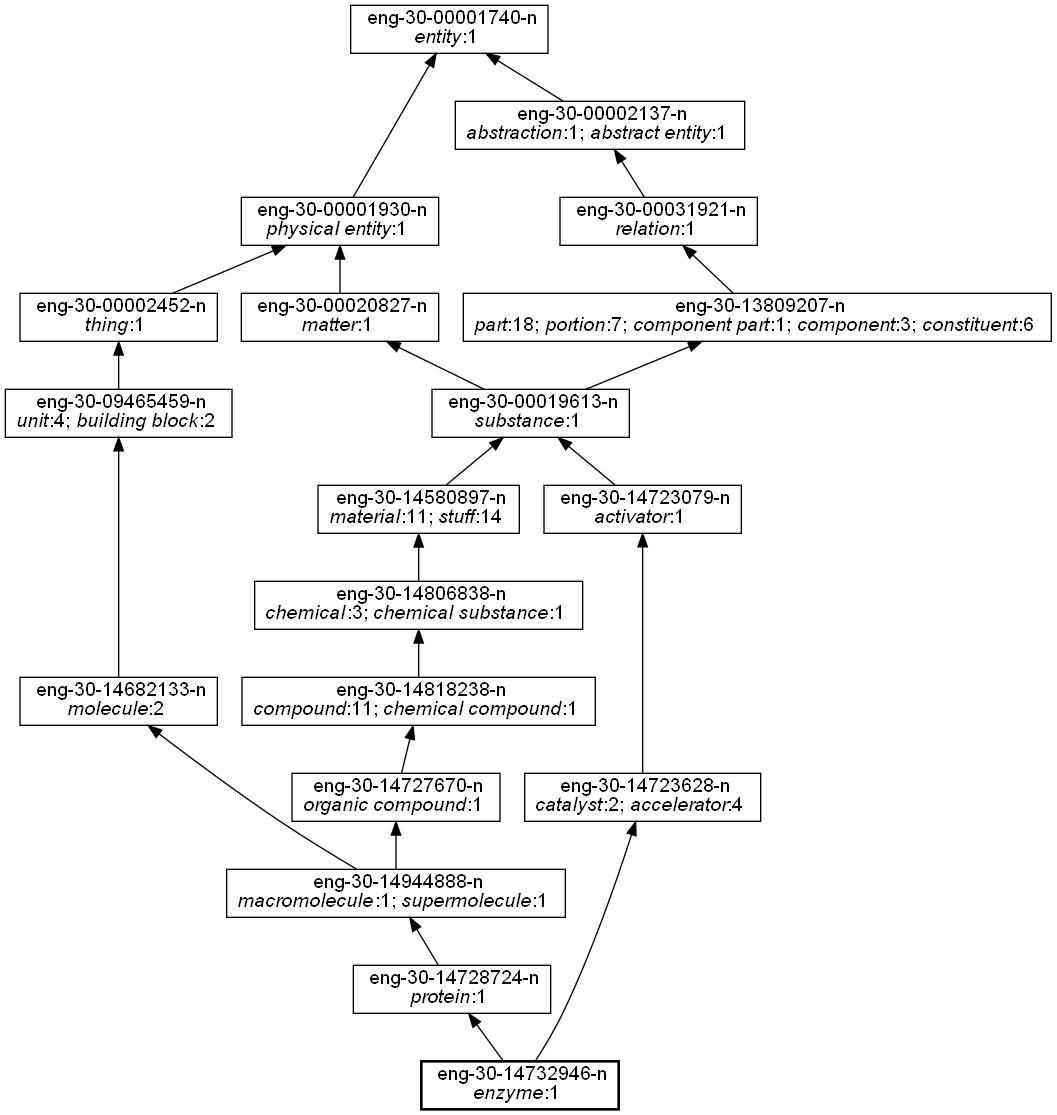 eng-30-00001740-n
entity:1
eng-30-00002137-n
abstraction:1; abstract entity:1
eng-30-00001930-n
physical entity:1
eng-30-00031921-n
relation:1
eng-30-00002452-n
thing:1
eng-30-00020827-n
matter:1
eng-30-13809207-n
part:18; portion:7; component part:1; component:3; constituent:6
eng-30-09465459-n
unit:4; building block:2
eng-30-00019613-n
substance:1
eng-30-14580897-n
material:11; stuff:14
eng-30-14723079-n
activator:1
eng-30-14806838-n
chemical:3; chemical substance:1
eng-30-14682133-n
molecule:2
eng-30-14818238-n
compound:11; chemical compound:1
eng-30-14727670-n
organic compound:1
eng-30-14723628-n
catalyst:2; accelerator:4
eng-30-14944888-n
macromolecule:1; supermolecule:1
eng-30-14728724-n
protein:1
eng-30-14732946-n
enzyme:1